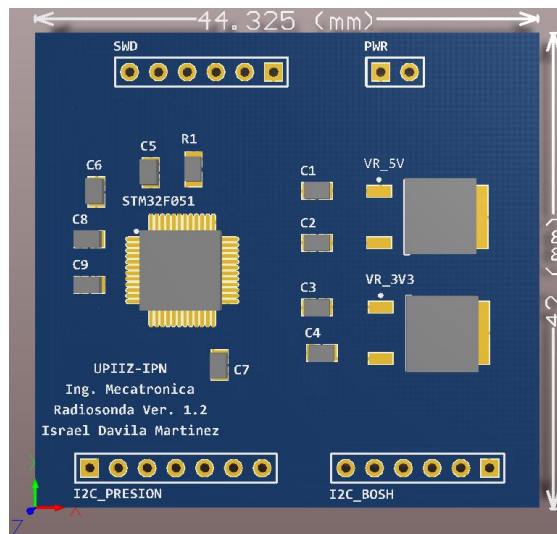 44.325 (mm)
SWD
PWR
C5
R1
C6
C1
VR_5V
STM32F051
C8
C2
C9
C3
VR_3V3
42 (mm)
C4
UPIIZ-IPN
C7
Ing. Mecatronica
Radiosonda Ver. 1.2
Israel Davila Martinez
I2C_PRESION
I2C_BOSH
X
Z